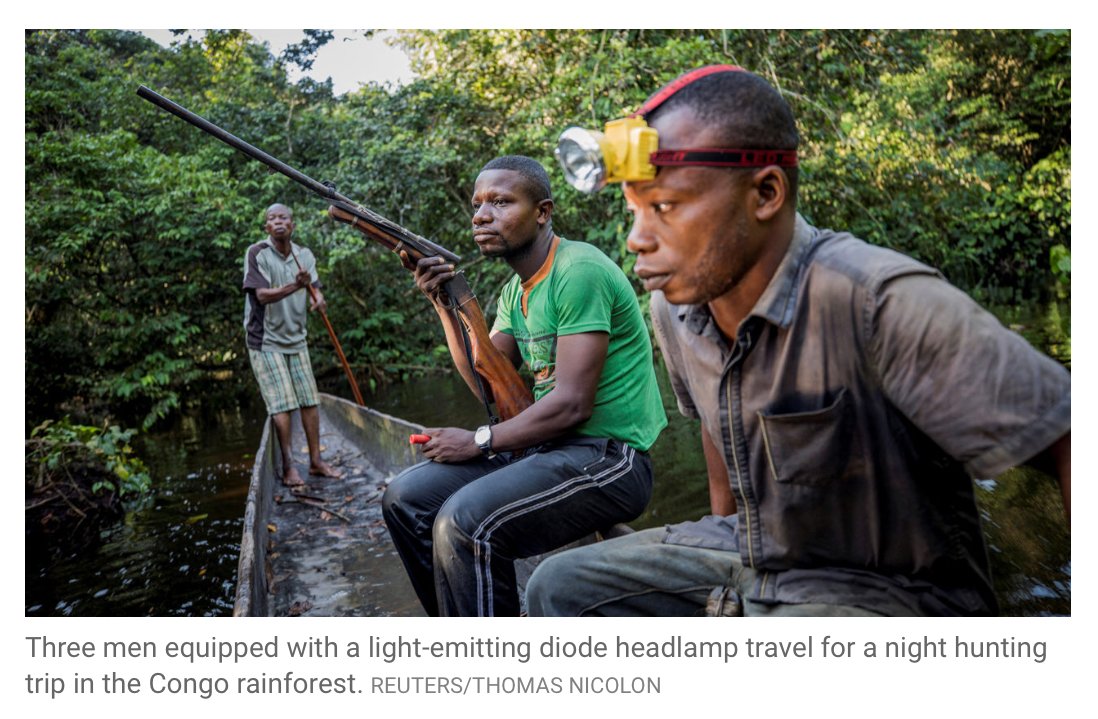 LED
Three men equipped with a light-emitting diode headlamp travel for a night hunting
trip in the Congo rainforest. REUTERS/THOMAS NICOLON